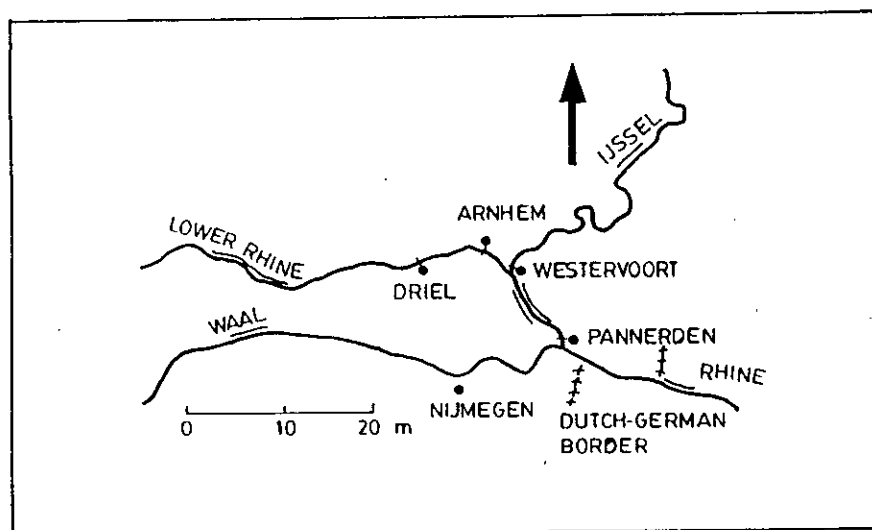 IJSSEL
ARNHEM
LOWER RHINE
WESTERVOORT
DRIEL
WAAL
PANNERDEN
RHINE
NIJMEGEN
0 10 20 m
DUTCH-GERMAN
BORDER